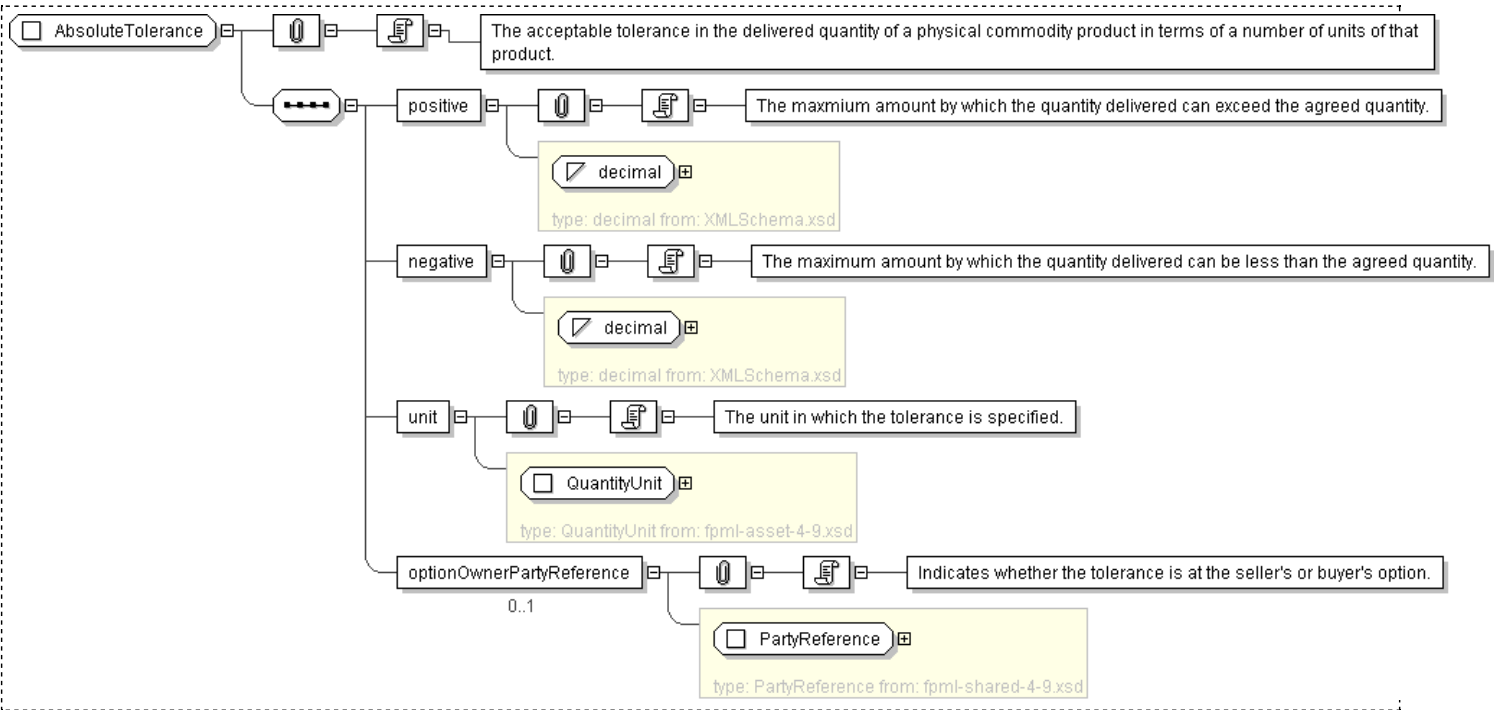 AbsoluteTolerance
The acceptable tolerance in the delivered quantity of a physical commodity product in terms of a number of units of that
product.
positive
The maxmium amount by which the quantity delivered can exceed the agreed quantity.
decimal
type: decimal from: XMLSchema.xsd
negative
The maximum amount by which the quantity delivered can be less than the agreed quantity.
decimal
type: decimal from: XMLSchema.xsd
unit
The unit in which the tolerance is specified.
QuantityUnit
type: QuantityUnit from: fpml-asset-4-9.xsd
optionOwnerPartyReference
Indicates whether the tolerance is at the seller's or buyer's option.
0..1
PartyReference
type: PartyReference from: fpml-shared-4-9.xsd